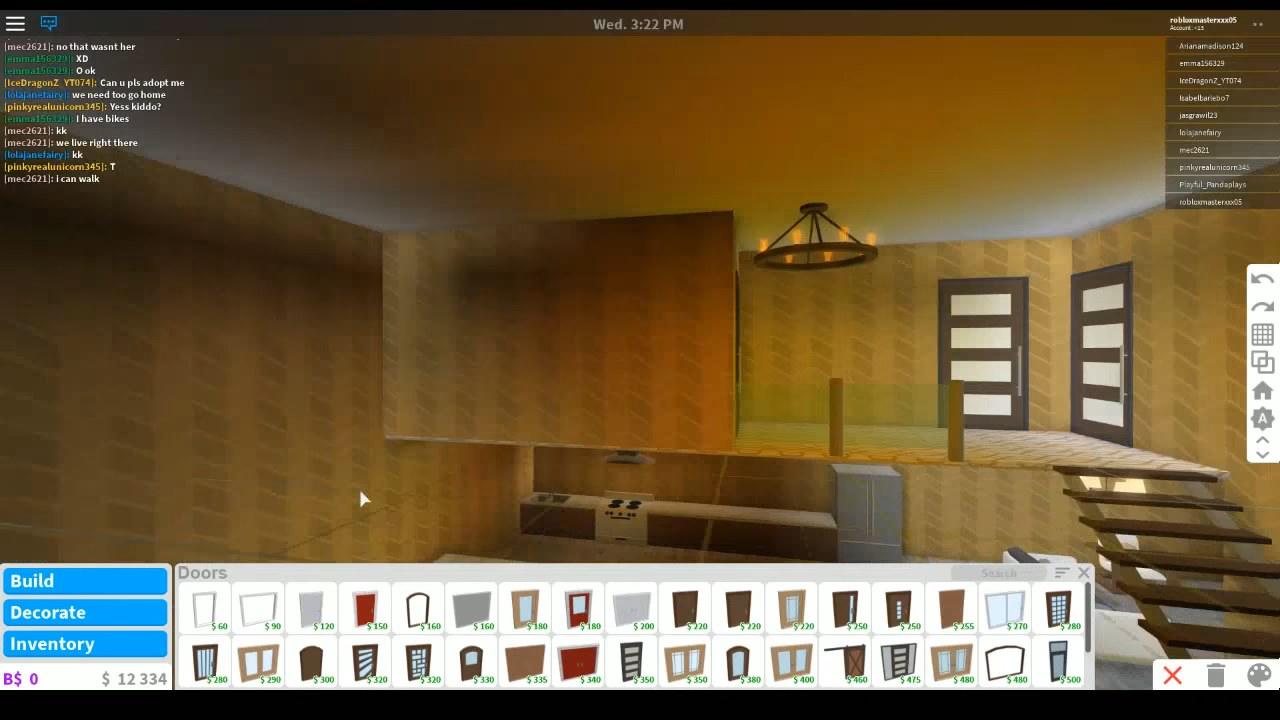 Wed. 3:22 PM
robloxmasterxxx05
Account: <13
[mec2621]: no that wasnt her
[emma156329]: XD
[emma156329]: O ok
[IceDragonZ_YT074]: Can u pls adopt me
[lolajanefairy]: we need too go home
[pinkyrealunicorn345]: Yess kiddo?
[emma156329]: I have bikes
[mec2621]: kk
[mec2621]: we live right there
[lolajanefairy]: kk
[pinkyrealunicorn345]: T
[mec2621]: i can walk
Arianamadison124
emma156329
IceDragonZ_YT074
Isabelbarlebo7
jasgrawil23
lolajanefairy
mec2621
pinkyrealunicorn345
Playful_Pandaplays
robloxmasterxxx05
A
Build
Decorate
Inventory
B$ 0 $ 12 334
Doors Search
$ 60 $ 90 $ 120 $ 150 $ 160 $ 160 $ 180 $ 180 $ 200 $ 220 $ 220 $ 220 $ 250 $ 250 $ 255 $ 270 $ 280
$ 280 $ 290 $ 300 $ 320 $ 320 $ 330 $ 335 $ 340 $ 350 $ 350 $ 380 $ 400 $ 460 $ 475 $ 480 $ 480 $ 500